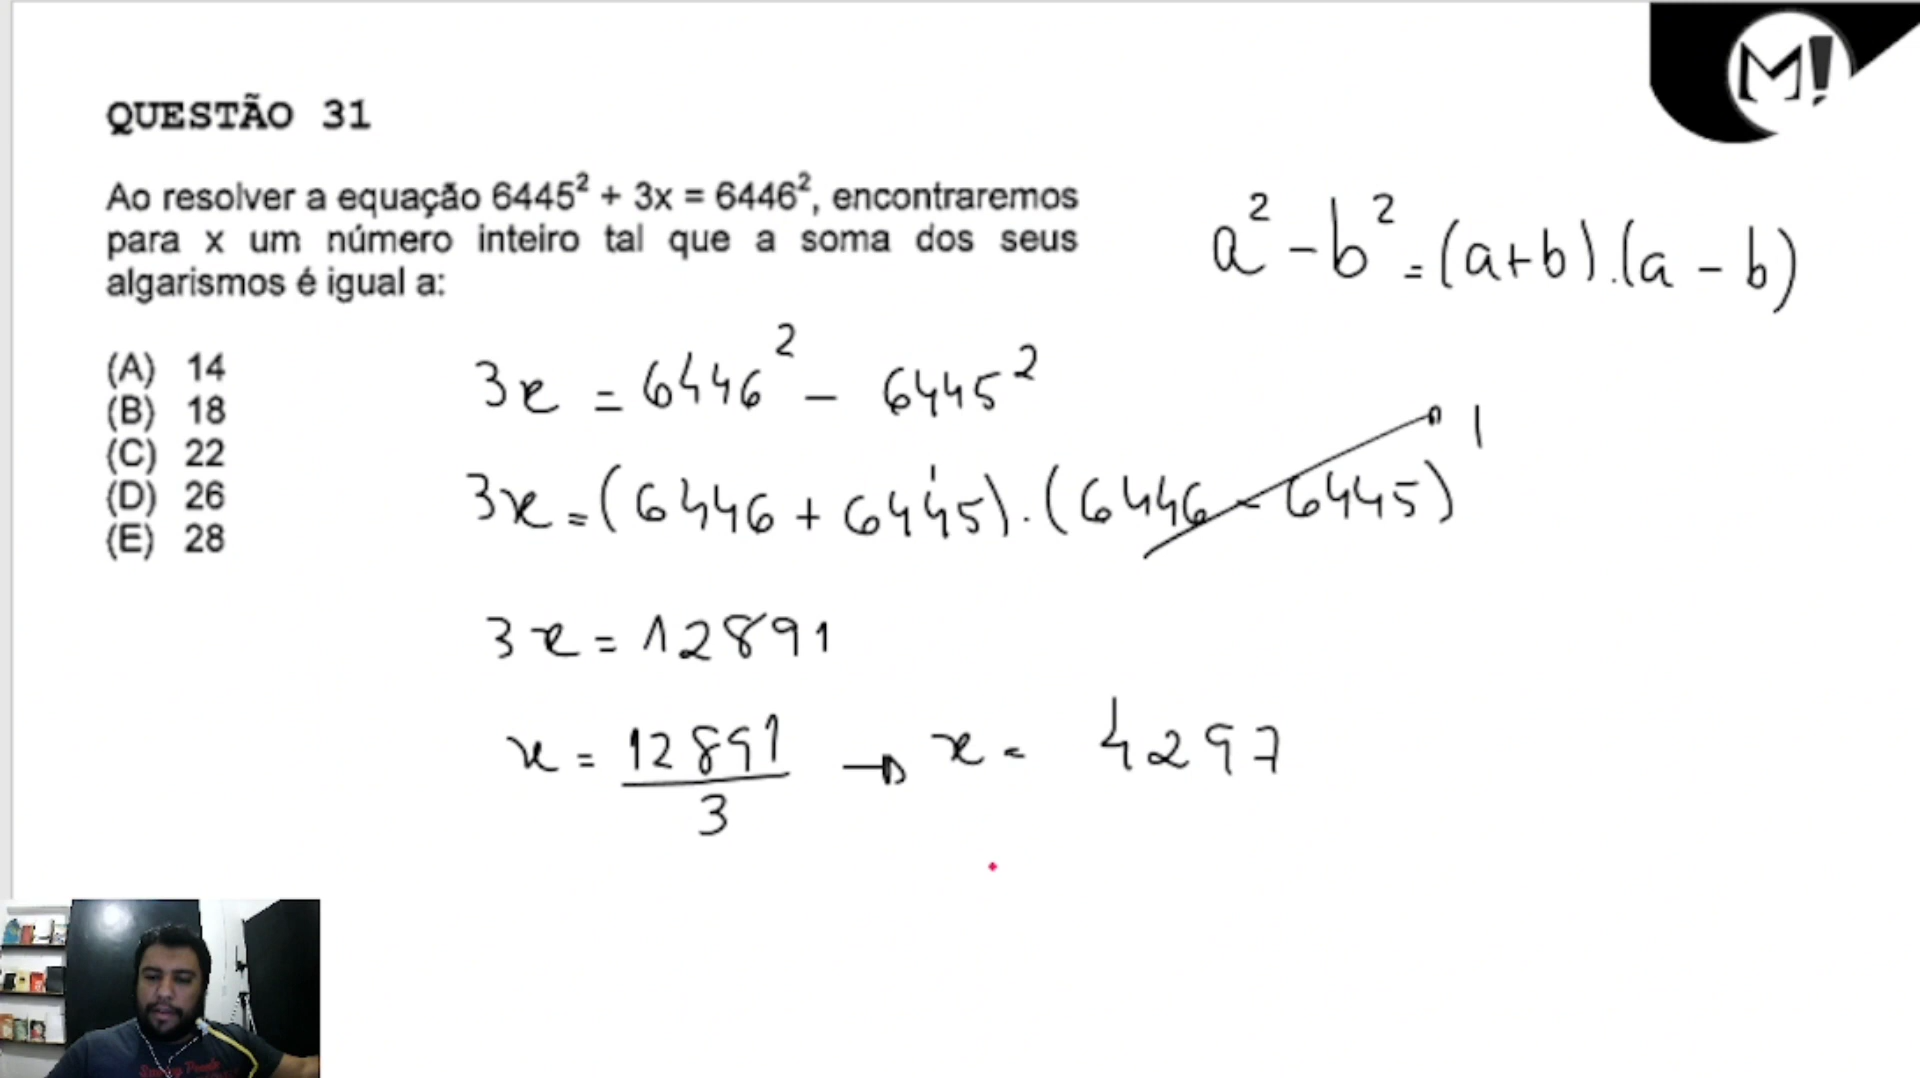 M!
QUESTÃO 31
Ao resolver a equação 6445² + 3x = 6446², encontraremos
para x um número inteiro tal que a soma dos seus
algarismos é igual a:
(A) 14
(B) 18
(C) 22
(D) 26
(E) 28
a² - b² = (a+b).(a - b)
3x = 6446² - 6445²
3x = (6446 + 6445).(6446 - 6445) 1
3x = 12891
x = 12891/3 → x = 4297